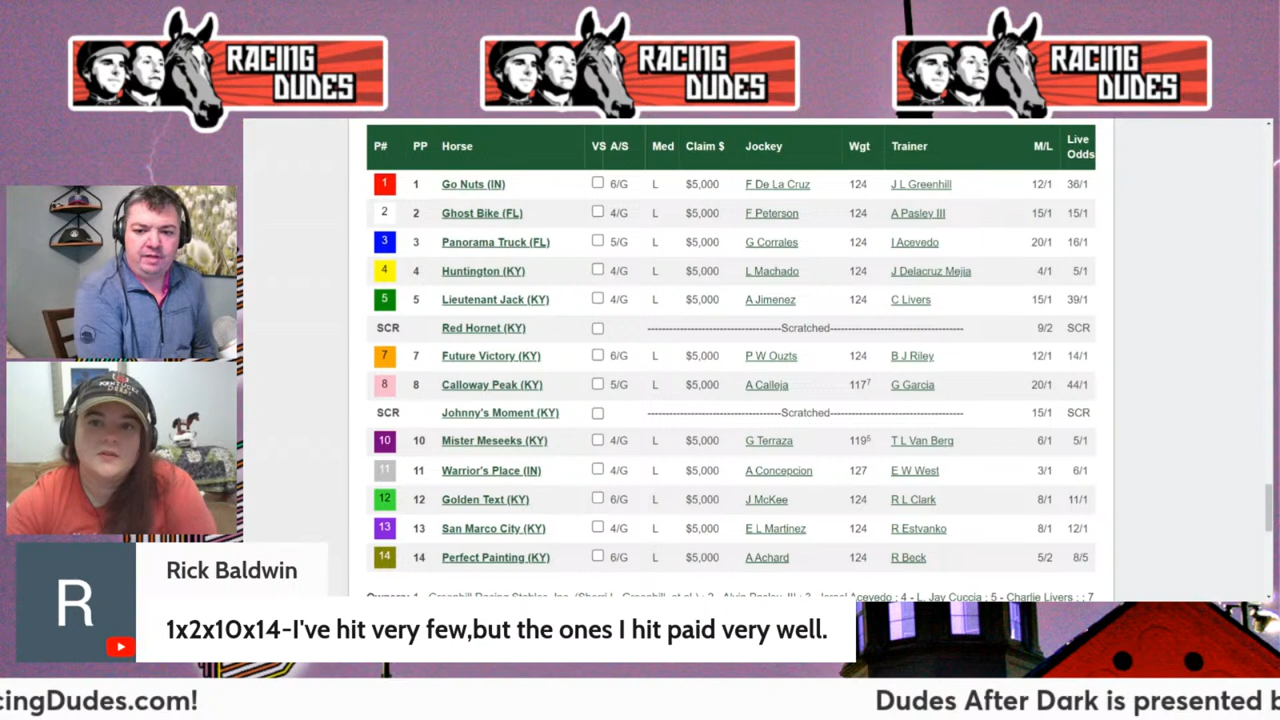 RACING DUDES
RACING DUDES
RACING DUDES
P# PP Horse VS A/S Med Claim $ Jockey Wgt Trainer M/L Live Odds
1 1 Go Nuts (IN) 6/G L $5,000 F De La Cruz 124 J L Greenhill 12/1 36/1
2 2 Ghost Bike (FL) 4/G L $5,000 F Peterson 124 A Pasley III 15/1 15/1
3 3 Panorama Truck (FL) 5/G L $5,000 G Corrales 124 I Acevedo 20/1 16/1
4 4 Huntington (KY) 4/G L $5,000 L Machado 124 J Delacruz Mejia 4/1 5/1
5 5 Lieutenant Jack (KY) 4/G L $5,000 A Jimenez 124 C Livers 15/1 39/1
SCR Red Hornet (KY) Scratched 9/2 SCR
7 7 Future Victory (KY) 6/G L $5,000 P W Ouzts 124 B J Riley 12/1 14/1
8 8 Calloway Peak (KY) 5/G L $5,000 A Calleja 117⁷ G Garcia 20/1 44/1
SCR Johnny's Moment (KY) Scratched 15/1 SCR
10 10 Mister Meseeks (KY) 4/G L $5,000 G Terraza 119⁵ T L Van Berg 6/1 5/1
11 11 Warrior's Place (IN) 4/G L $5,000 A Concepcion 127 E W West 3/1 6/1
12 12 Golden Text (KY) 6/G L $5,000 J McKee 124 R L Clark 8/1 11/1
13 13 San Marco City (KY) 4/G L $5,000 E L Martinez 124 R Estvanko 8/1 12/1
14 14 Perfect Painting (KY) 6/G L $5,000 A Achard 124 R Beck 5/2 8/5
Acevedo ; 4 - L. Jay Cuccia ; 5 - Charlie Livers ; ; 7
KENTUCKY DERBY
R
Rick Baldwin
1x2x10x14-I've hit very few,but the ones I hit paid very well.
cingDudes.com! Dudes After Dark is presented b